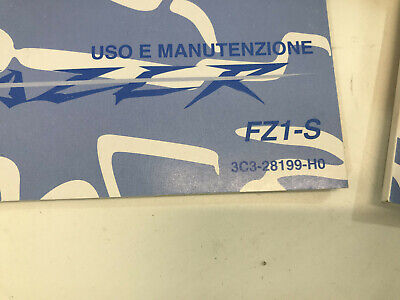 USO E MANUTENZIONE
FZ1-S
3C3-28199-H0